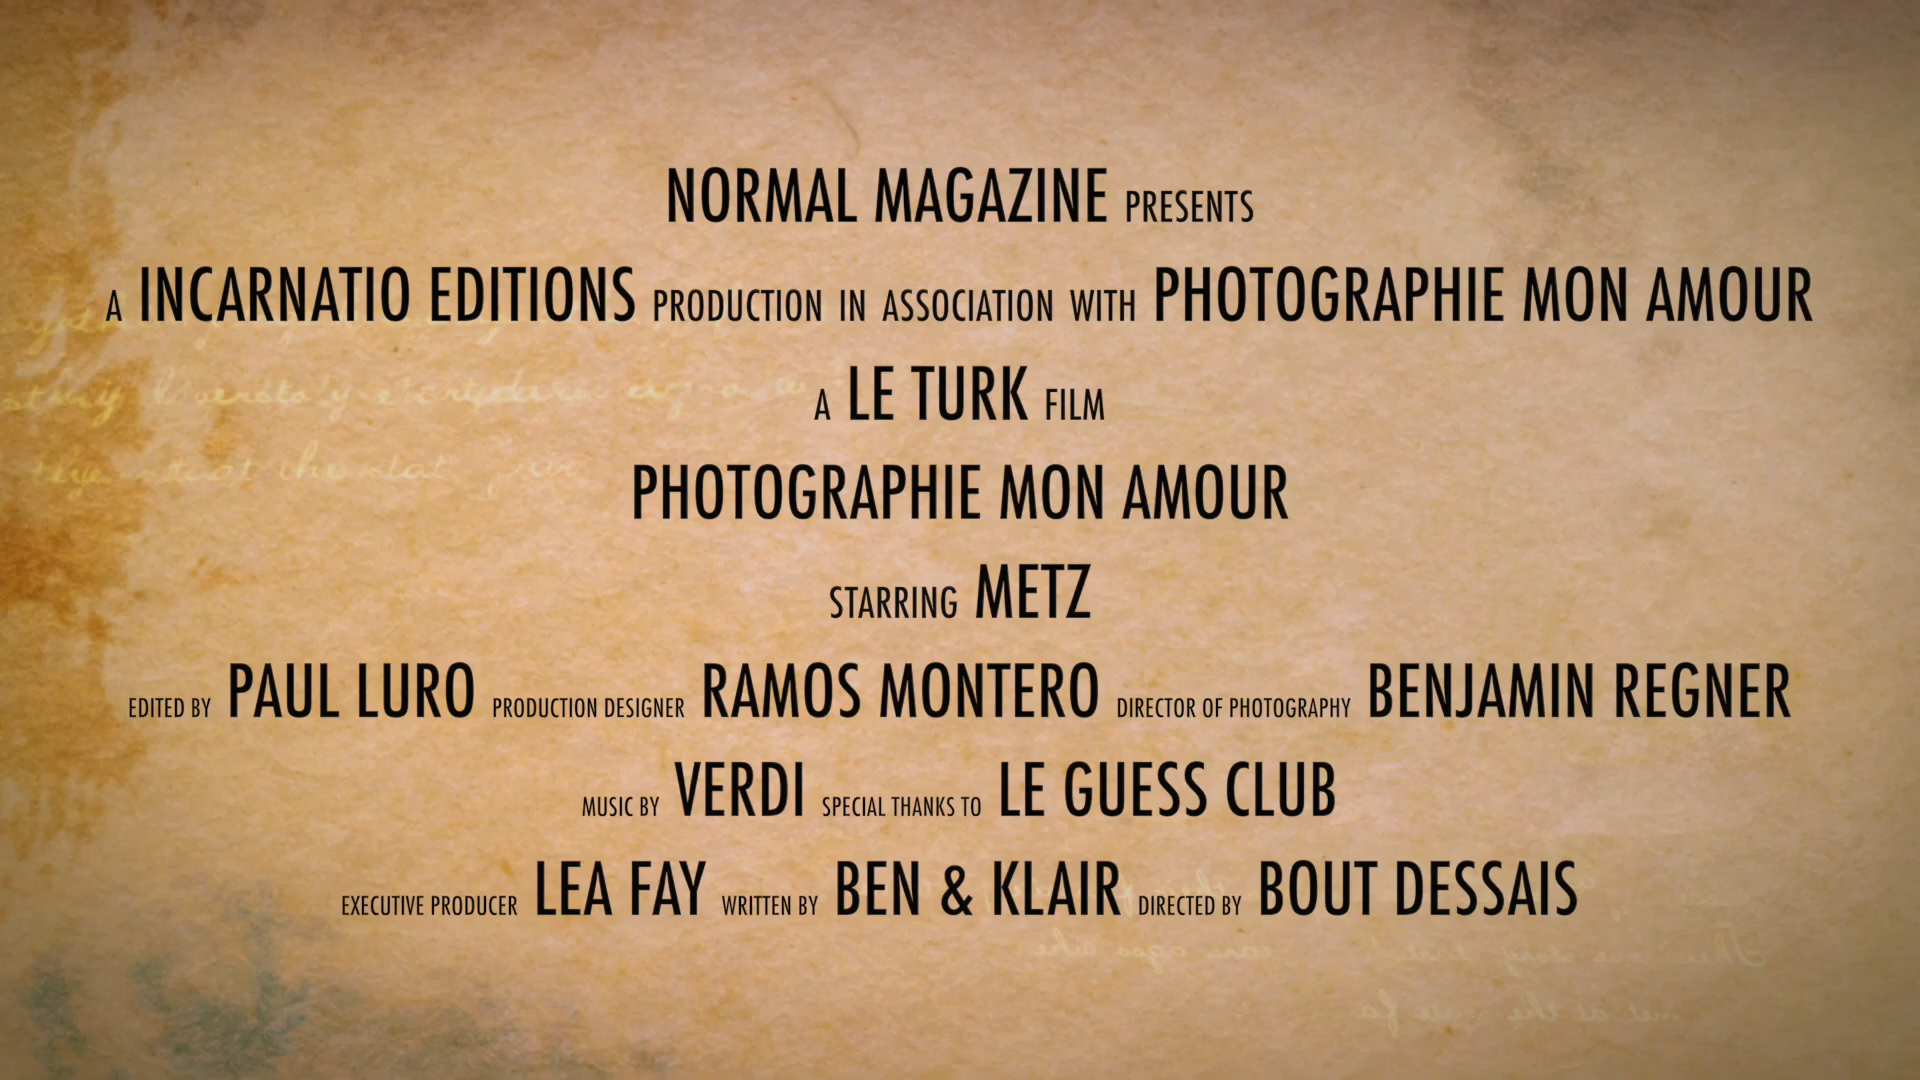 NORMAL MAGAZINE PRESENTS
A INCARNATIO EDITIONS PRODUCTION IN ASSOCIATION WITH PHOTOGRAPHIE MON AMOUR
A LE TURK FILM
PHOTOGRAPHIE MON AMOUR
STARRING METZ
EDITED BY PAUL LURO PRODUCTION DESIGNER RAMOS MONTERO DIRECTOR OF PHOTOGRAPHY BENJAMIN REGNER
MUSIC BY VERDI SPECIAL THANKS TO LE GUESS CLUB
EXECUTIVE PRODUCER LEA FAY WRITTEN BY BEN & KLAIR DIRECTED BY BOUT DESSAIS